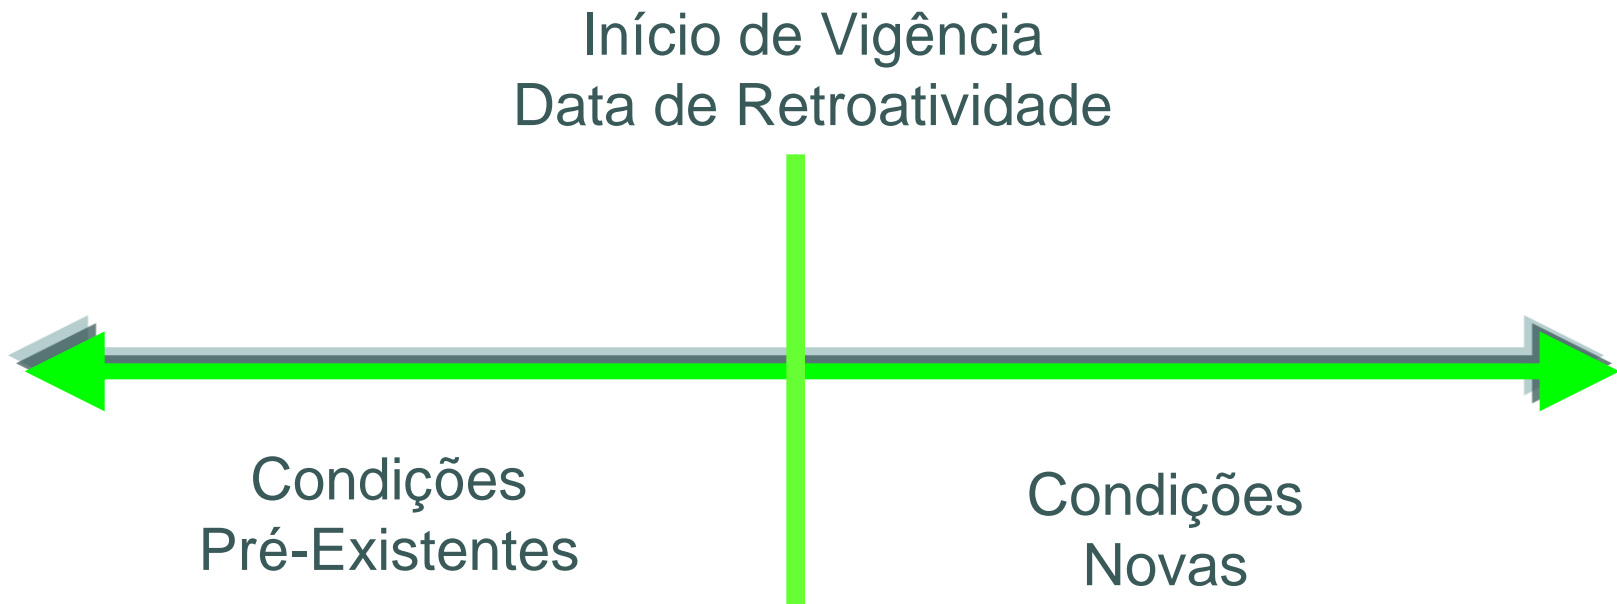 Início de Vigência
Data de Retroatividade
Condições
Pré-Existentes
Condições
Novas